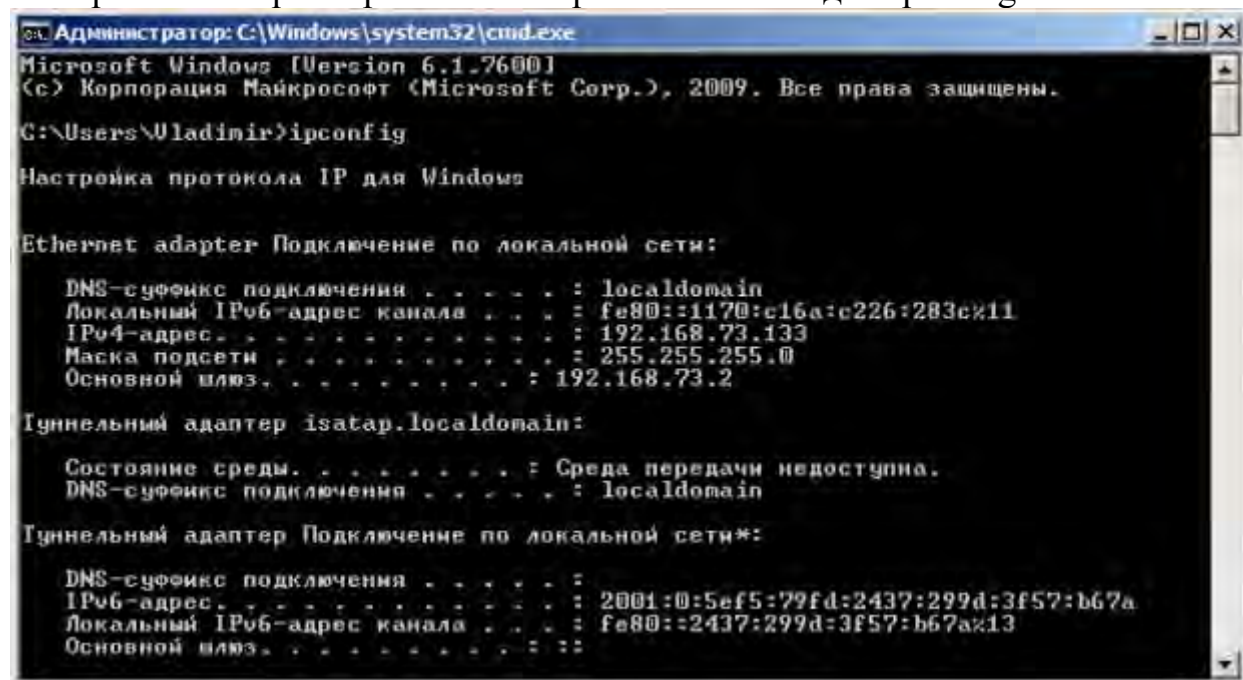 Администратор: C:\Windows\system32\cmd.exe
Microsoft Windows [Version 6.1.7600]
(c) Корпорация Майкрософт (Microsoft Corp.), 2009. Все права защищены.
C:\Users\Vladimir>ipconfig
Настройка протокола IP для Windows
Ethernet adapter Подключение по локальной сети:
DNS-суффикс подключения . . . . . : localdomain
Локальный IPv6-адрес канала . . . : fe80::1170:c16a:c226:283c%11
IPv4-адрес. . . . . . . . . . . . : 192.168.73.133
Маска подсети . . . . . . . . . . : 255.255.255.0
Основной шлюз. . . . . . . . . : 192.168.73.2
Туннельный адаптер isatap.localdomain:
Состояние среды. . . . . . . . : Среда передачи недоступна.
DNS-суффикс подключения . . . . . : localdomain
Туннельный адаптер Подключение по локальной сети*:
DNS-суффикс подключения . . . . . :
IPv6-адрес. . . . . . . . . . . . : 2001:0:5ef5:79fd:2437:299d:3f57:b67a
Локальный IPv6-адрес канала . . . : fe80::2437:299d:3f57:b67a%13
Основной шлюз. . . . . . . . . : ::